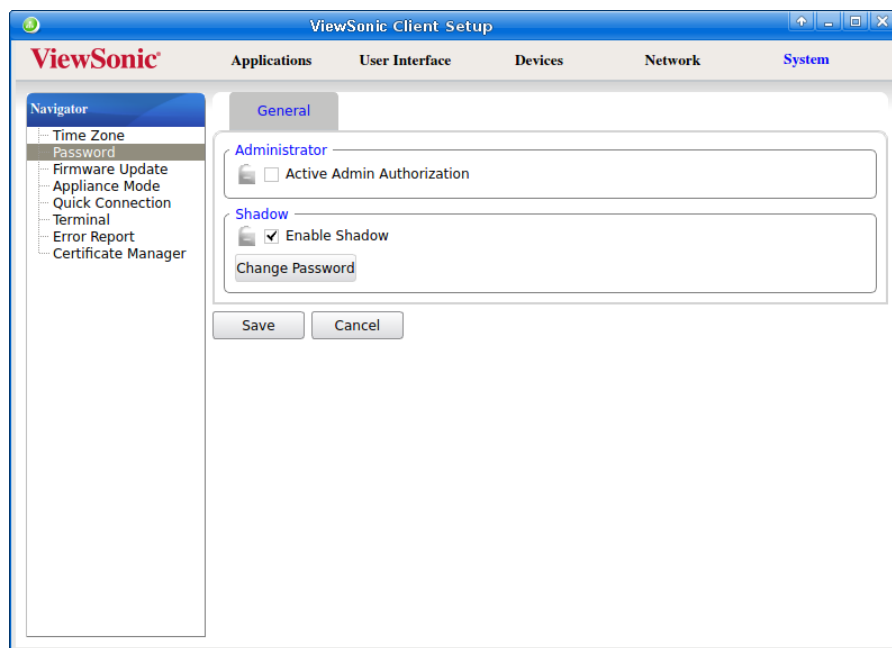 ViewSonic Client Setup
ViewSonic®
Applications
User Interface
Devices
Network
System
Navigator
Time Zone
Password
Firmware Update
Appliance Mode
Quick Connection
Terminal
Error Report
Certificate Manager
General
Administrator
Active Admin Authorization
Shadow
Enable Shadow
Change Password
Save
Cancel